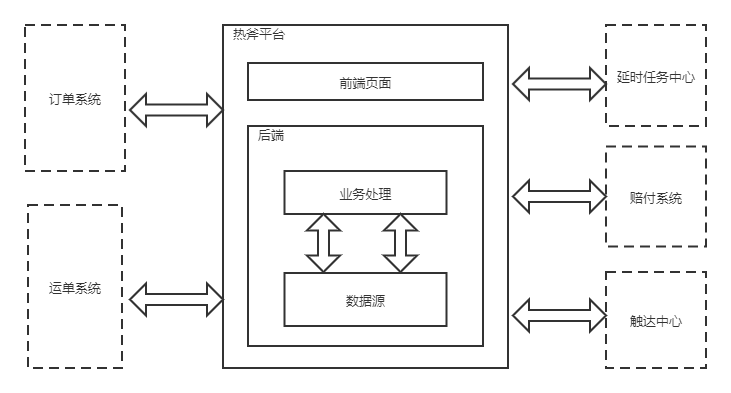 热斧平台
订单系统
前端页面
延时任务中心
后端
业务处理
赔付系统
运单系统
数据源
触达中心